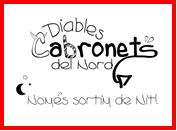 Diables
Cabronets
del Nord
Només sortim de Nit!